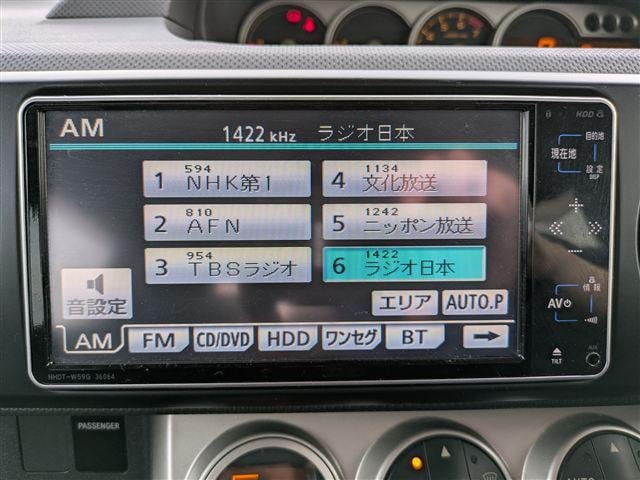 AM
1422 kHz ラジオ日本
HDD
594
1 NHK第1
1134
4 文化放送
810
2 AFN
1242
5 ニッポン放送
954
3 TBSラジオ
1422
6 ラジオ日本
音設定
エリア AUTO.P
AM FM CD/DVD HDD ワンセグ BT
NHDT-W59G 36064
目的地
現在地
設定
DISP
情報
AV
TILT
AUX
PASSENGER
AUTO